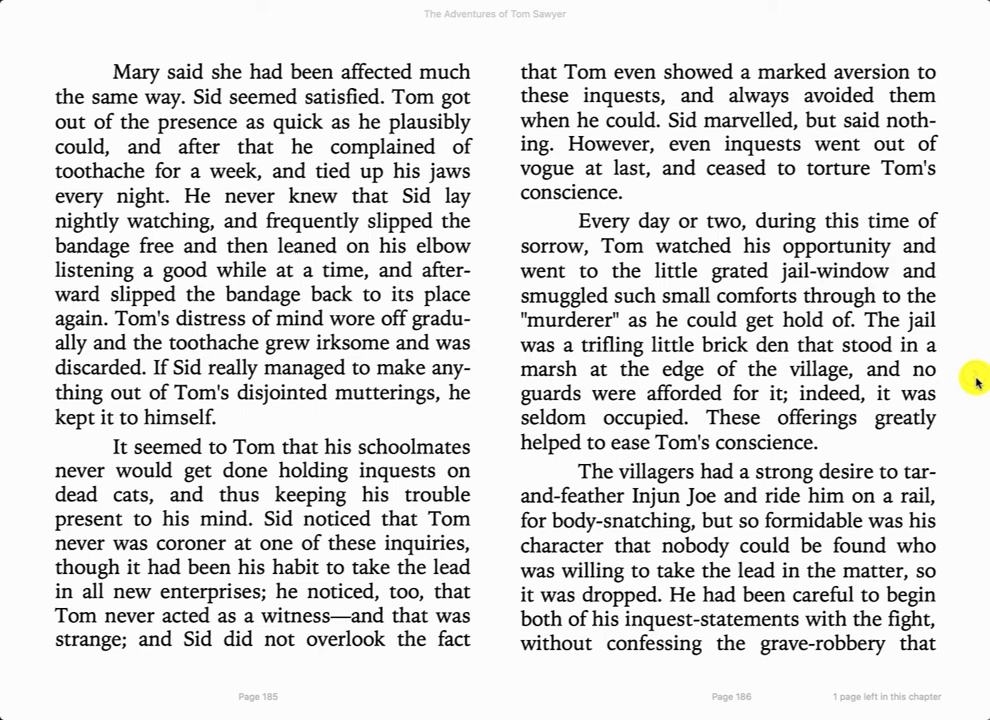 The Adventures of Tom Sawyer
Mary said she had been affected much
the same way. Sid seemed satisfied. Tom got
out of the presence as quick as he plausibly
could, and after that he complained of
toothache for a week, and tied up his jaws
every night. He never knew that Sid lay
nightly watching, and frequently slipped the
bandage free and then leaned on his elbow
listening a good while at a time, and after-
ward slipped the bandage back to its place
again. Tom's distress of mind wore off gradu-
ally and the toothache grew irksome and was
discarded. If Sid really managed to make any-
thing out of Tom's disjointed mutterings, he
kept it to himself.
It seemed to Tom that his schoolmates
never would get done holding inquests on
dead cats, and thus keeping his trouble
present to his mind. Sid noticed that Tom
never was coroner at one of these inquiries,
though it had been his habit to take the lead
in all new enterprises; he noticed, too, that
Tom never acted as a witness—and that was
strange; and Sid did not overlook the fact
that Tom even showed a marked aversion to
these inquests, and always avoided them
when he could. Sid marvelled, but said noth-
ing. However, even inquests went out of
vogue at last, and ceased to torture Tom's
conscience.
Every day or two, during this time of
sorrow, Tom watched his opportunity and
went to the little grated jail-window and
smuggled such small comforts through to the
"murderer" as he could get hold of. The jail
was a trifling little brick den that stood in a
marsh at the edge of the village, and no
guards were afforded for it; indeed, it was
seldom occupied. These offerings greatly
helped to ease Tom's conscience.
The villagers had a strong desire to tar-
and-feather Injun Joe and ride him on a rail,
for body-snatching, but so formidable was his
character that nobody could be found who
was willing to take the lead in the matter, so
it was dropped. He had been careful to begin
both of his inquest-statements with the fight,
without confessing the grave-robbery that
Page 185
Page 186
1 page left in this chapter